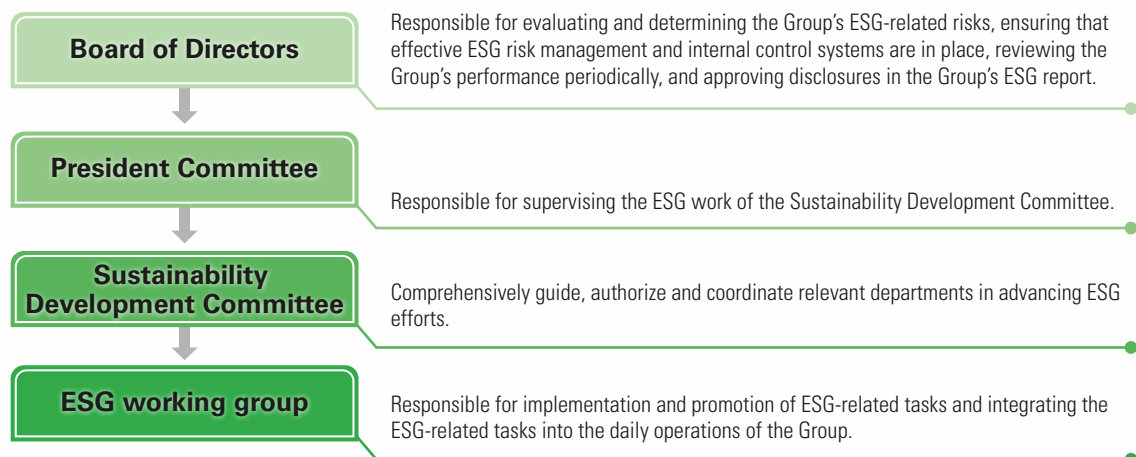 Board of Directors
Responsible for evaluating and determining the Group's ESG-related risks, ensuring that
effective ESG risk management and internal control systems are in place, reviewing the
Group's performance periodically, and approving disclosures in the Group's ESG report.
President Committee
Responsible for supervising the ESG work of the Sustainability Development Committee.
Sustainability
Development Committee
Comprehensively guide, authorize and coordinate relevant departments in advancing ESG
efforts.
ESG working group
Responsible for implementation and promotion of ESG-related tasks and integrating the
ESG-related tasks into the daily operations of the Group.